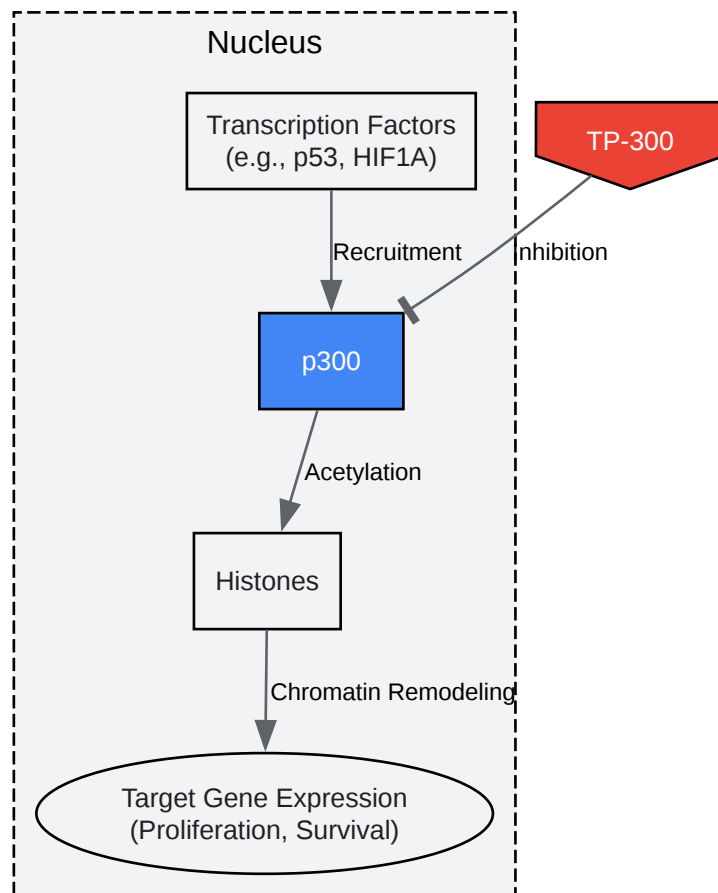 Nucleus
Transcription Factors
(e.g., p53, HIF1A)
TP-300
Recruitment
Inhibition
p300
Acetylation
Histones
Chromatin Remodeling
Target Gene Expression
(Proliferation, Survival)